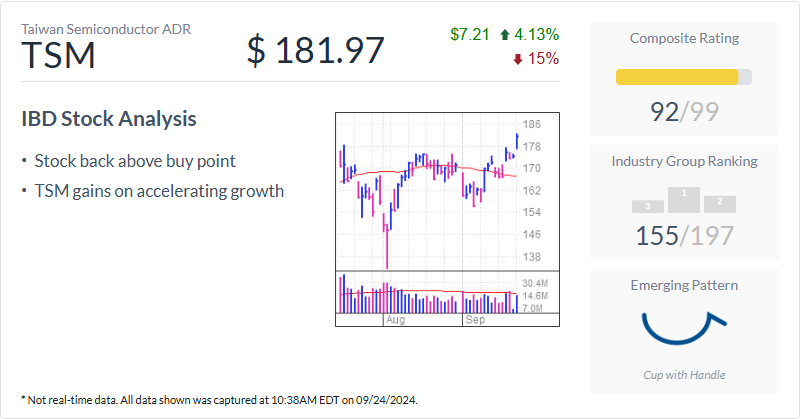 Taiwan Semiconductor ADR
TSM
$ 181.97
$7.21 4.13%
15%
IBD Stock Analysis
• Stock back above buy point
• TSM gains on accelerating growth
186
178
170
162
154
146
138
30.4M
14.6M
7.0M
Aug Sep
Composite Rating
92/99
Industry Group Ranking
3 1 2
155/197
Emerging Pattern
Cup with Handle
* Not real-time data. All data shown was captured at 10:38AM EDT on 09/24/2024.